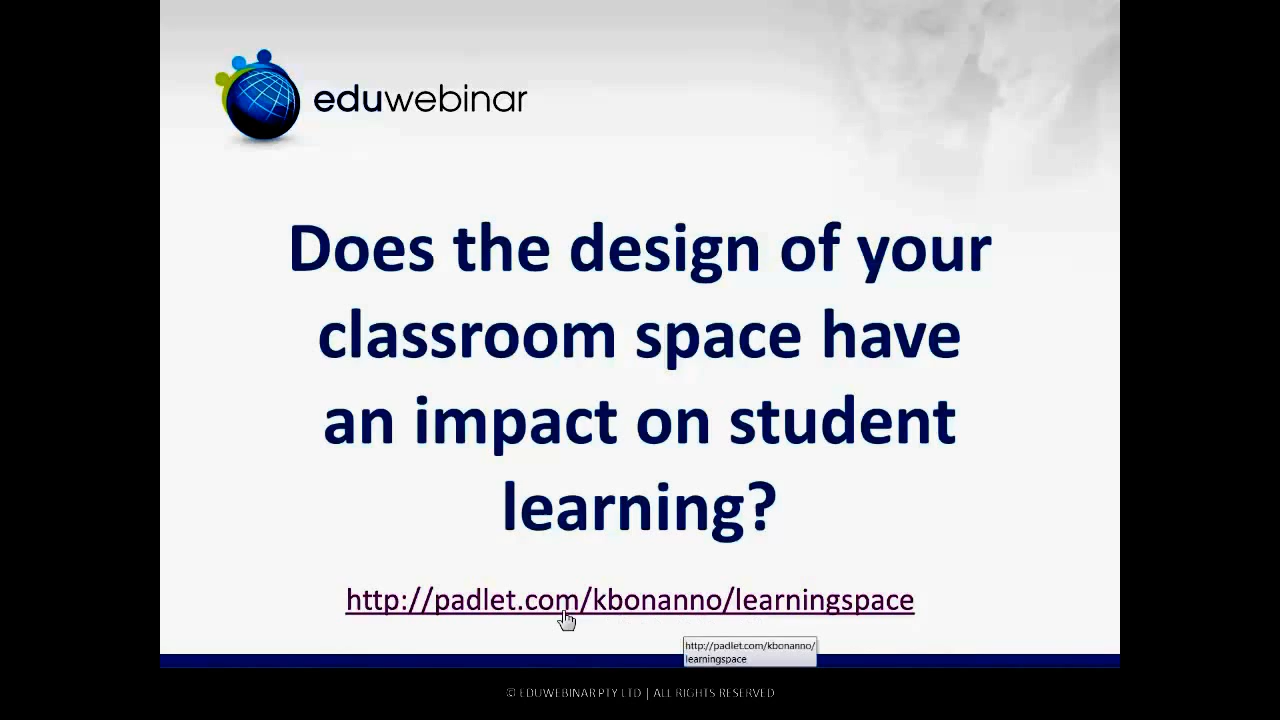 eduwebinar
Does the design of your
classroom space have
an impact on student
learning?
http://padlet.com/kbonanno/learningspace
http://padlet.com/kbonanno/
learningspace
© EDUWEBINAR PTY LTD | ALL RIGHTS RESERVED